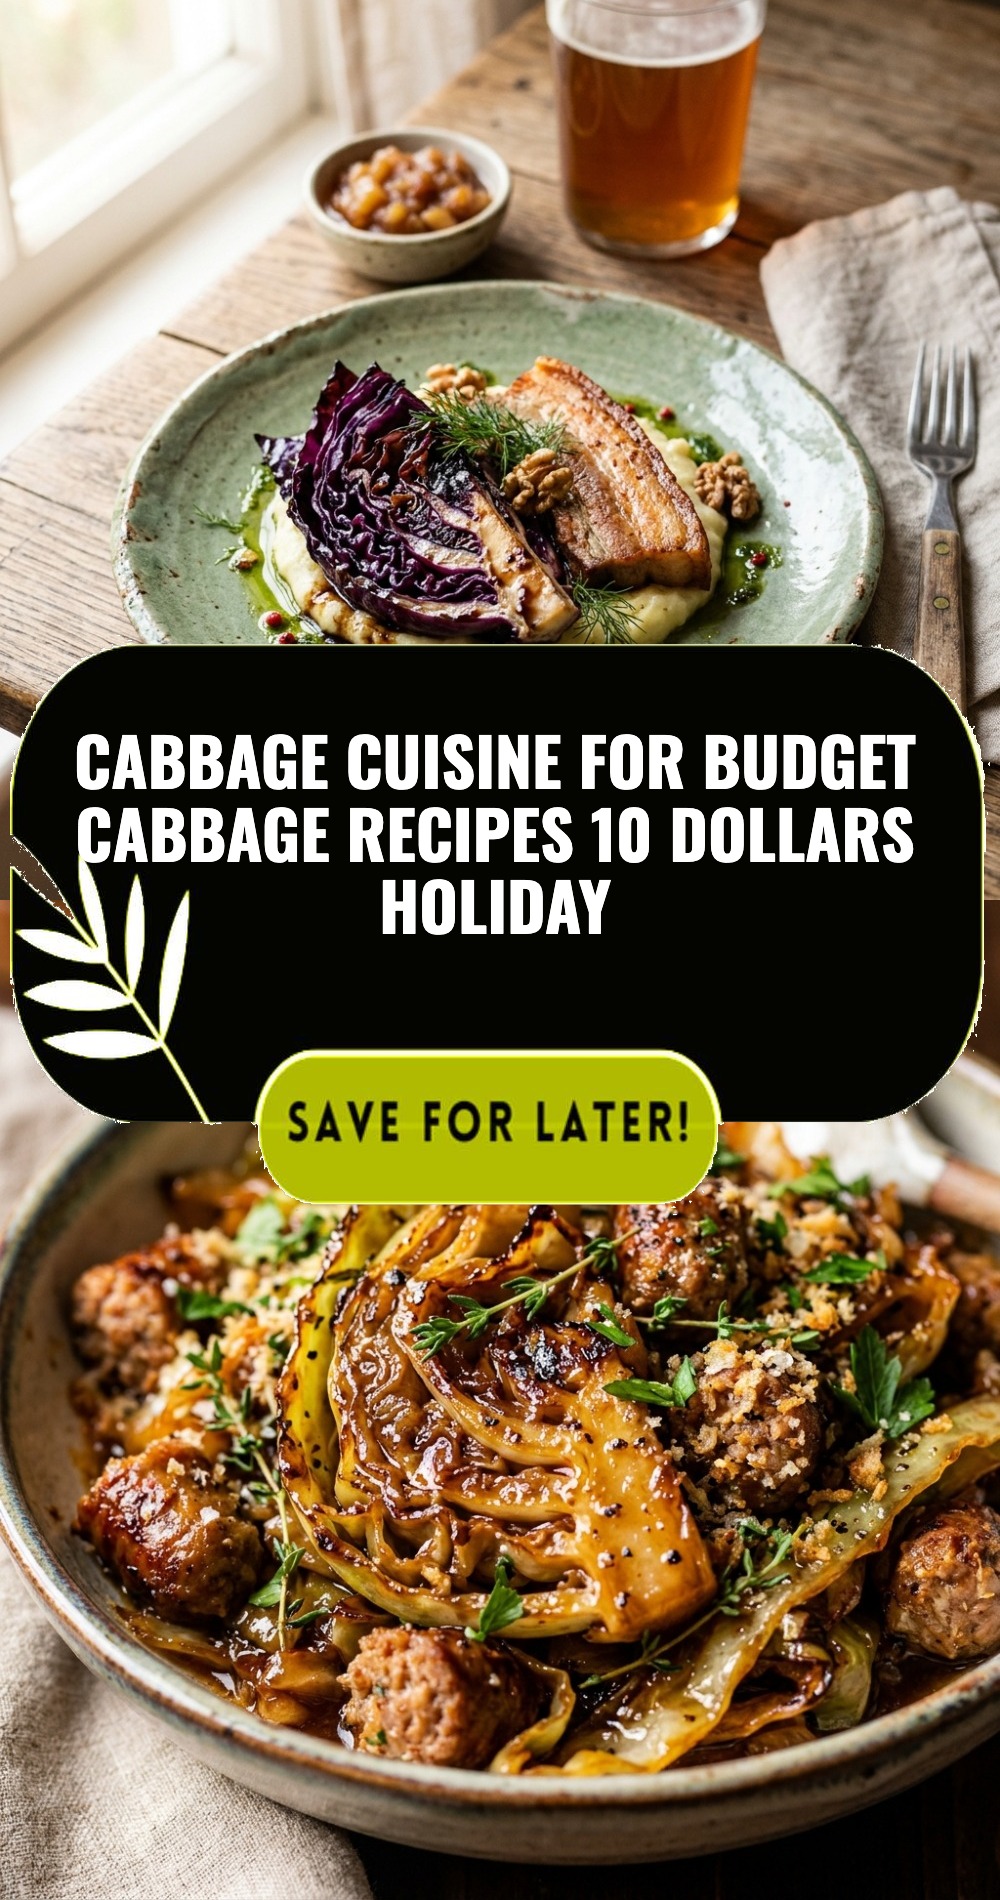 CABBAGE CUISINE FOR BUDGET
CABBAGE RECIPES 10 DOLLARS
HOLIDAY
SAVE FOR LATER!